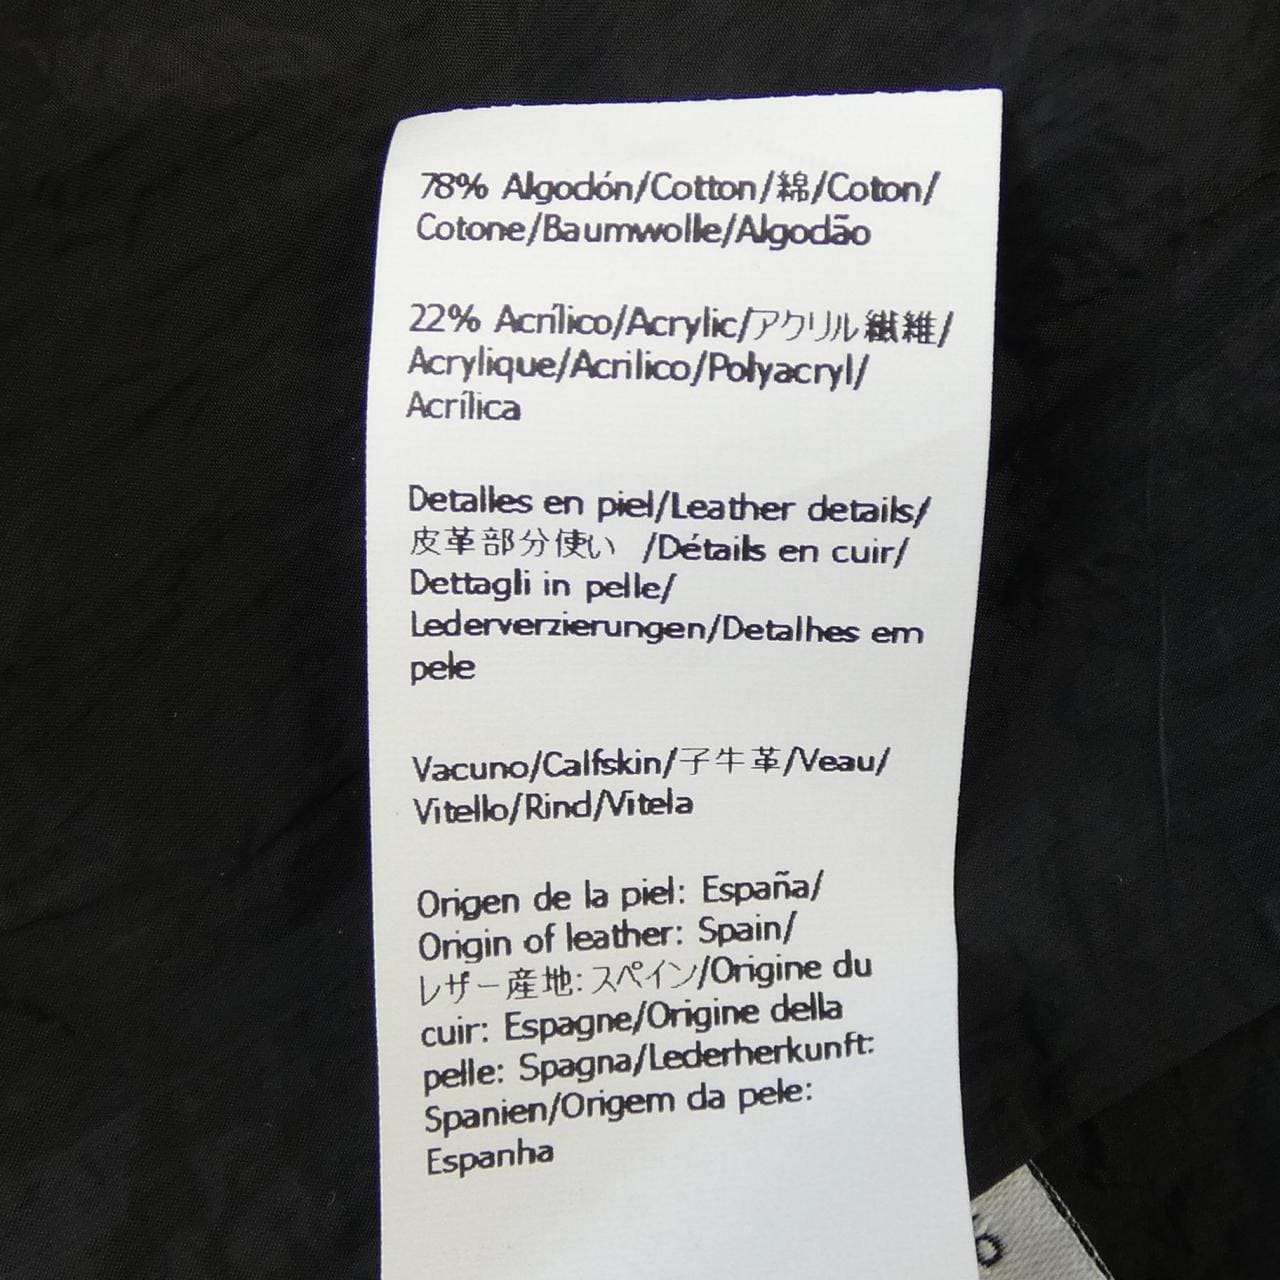 78% Algodón/Cotton/綿/Coton/
Cotone/Baumwolle/Algodão
22% Acrílico/Acrylic/アクリル繊維/
Acrylique/Acrilico/Polyacryl/
Acrílica
Detalles en piel/Leather details/
皮革部分使い /Détails en cuir/
Dettagli in pelle/
Lederverzierungen/Detalhes em
pele
Vacuno/Calfskin/子牛革/Veau/
Vitello/Rind/Vitela
Origen de la piel: España/
Origin of leather: Spain/
レザー産地: スペイン/Origine du
cuir: Espagne/Origine della
pelle: Spagna/Lederherkunft:
Spanien/Origem da pele:
Espanha